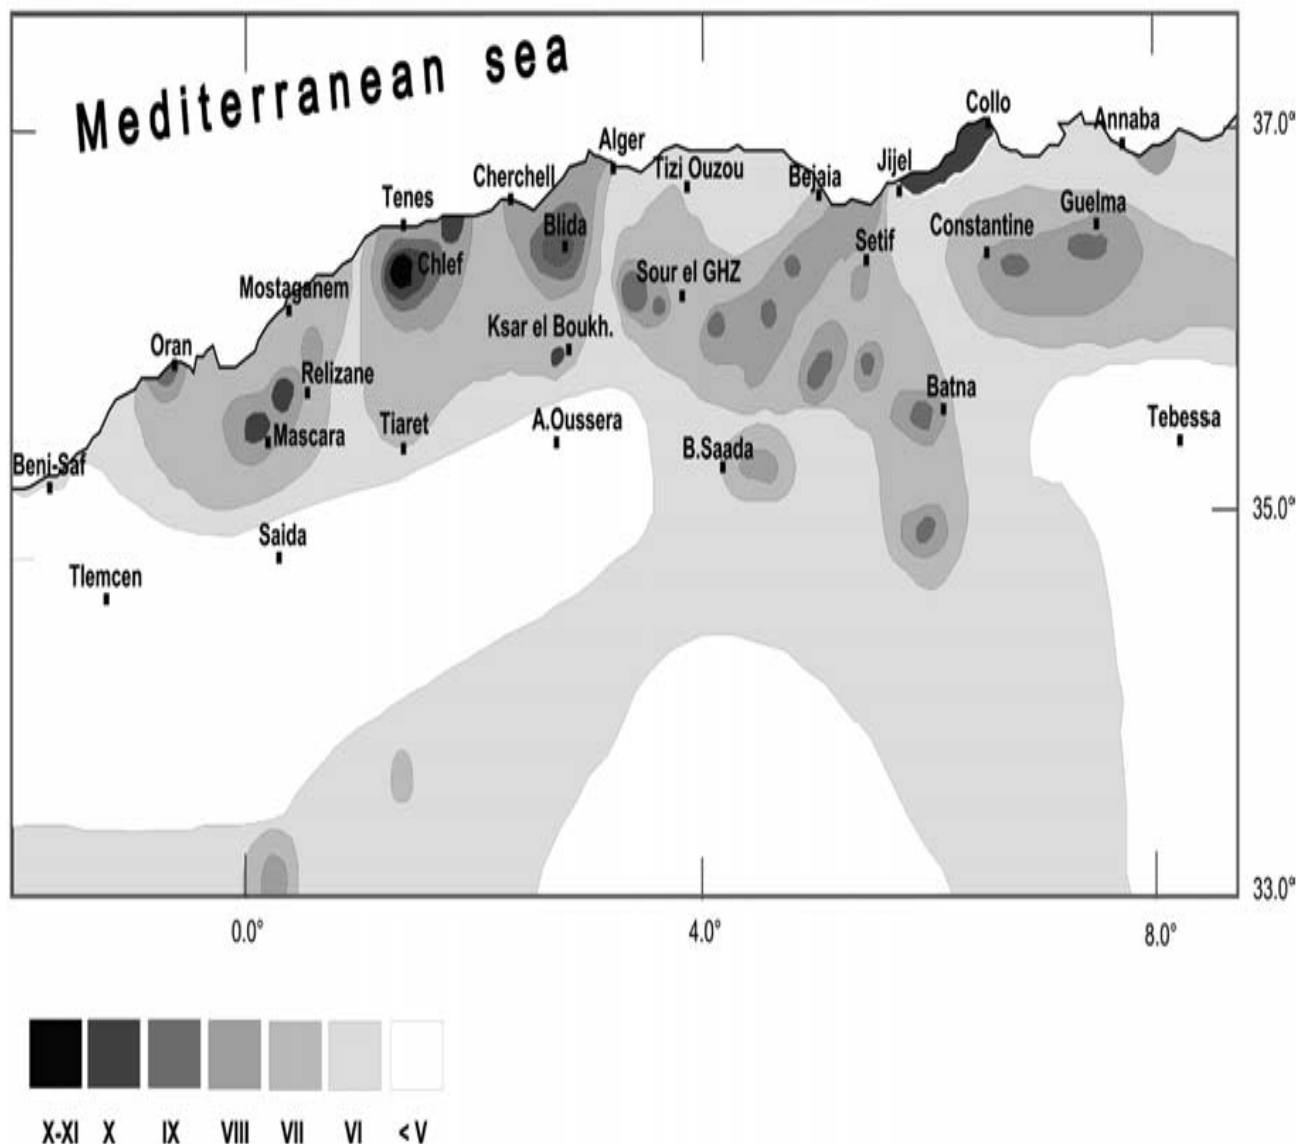 Mediterranean sea
Collo
37.0°
Annaba
Alger
Tizi Ouzou
Jijel
Cherchell
Bejaia
Tenes
Guelma
Blida
Constantine
Setif
Chlef
Sour el GHZ
Mostaganem
Ksar el Boukh.
Oran
Relizane
Batna
Tiaret
A.Oussera
Tebessa
Mascara
B.Saada
Beni-Saf
35.0°
Saida
Tlemcen
33.0°
0.0° 4.0° 8.0°
X-XI X IX VIII VII VI < V